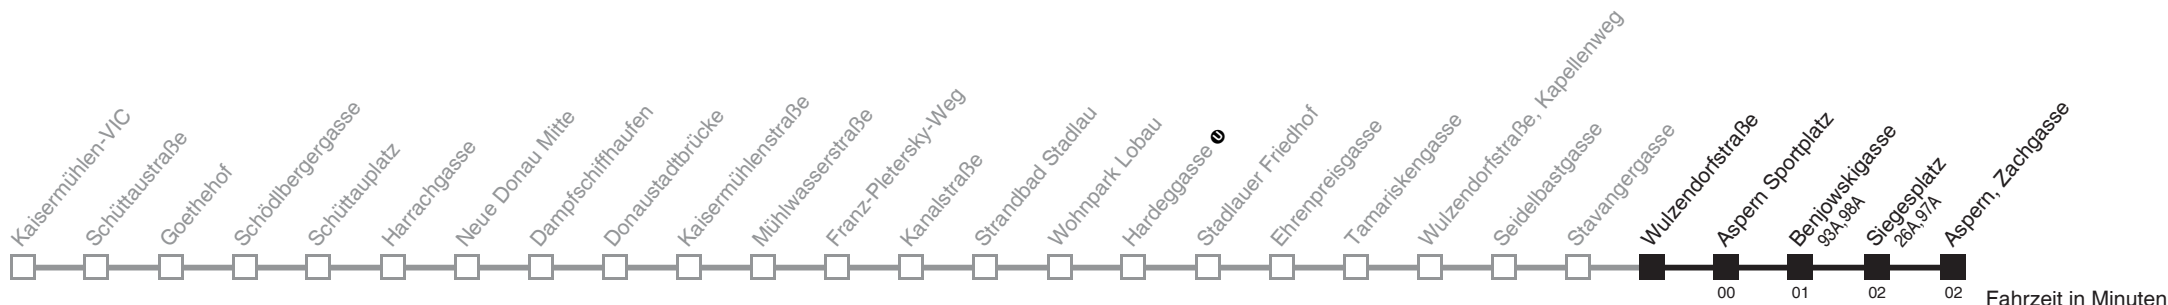 Kaisermühlen-VIC
Schüttaustraße
Goethehof
Schödlbergergasse
Schüttauplatz
Harrachgasse
Neue Donau Mitte
Dampfschiffhaufen
Donaustadtbrücke
Kaisermühlenstraße
Mühlwasserstraße
Franz-Pletersky-Weg
Kanalstraße
Strandbad Stadlau
Wohnpark Lobau
Hardeggasse U
Stadlauer Friedhof
Ehrenpreisgasse
Tamariskengasse
Wulzendorfstraße, Kapellenweg
Seidelbastgasse
Stavangergasse
Wulzendorfstraße
Aspern Sportplatz
Benjowskigasse
93A,98A
Siegesplatz
26A,97A
Aspern, Zachgasse
00 01 02 02
Fahrzeit in Minuten